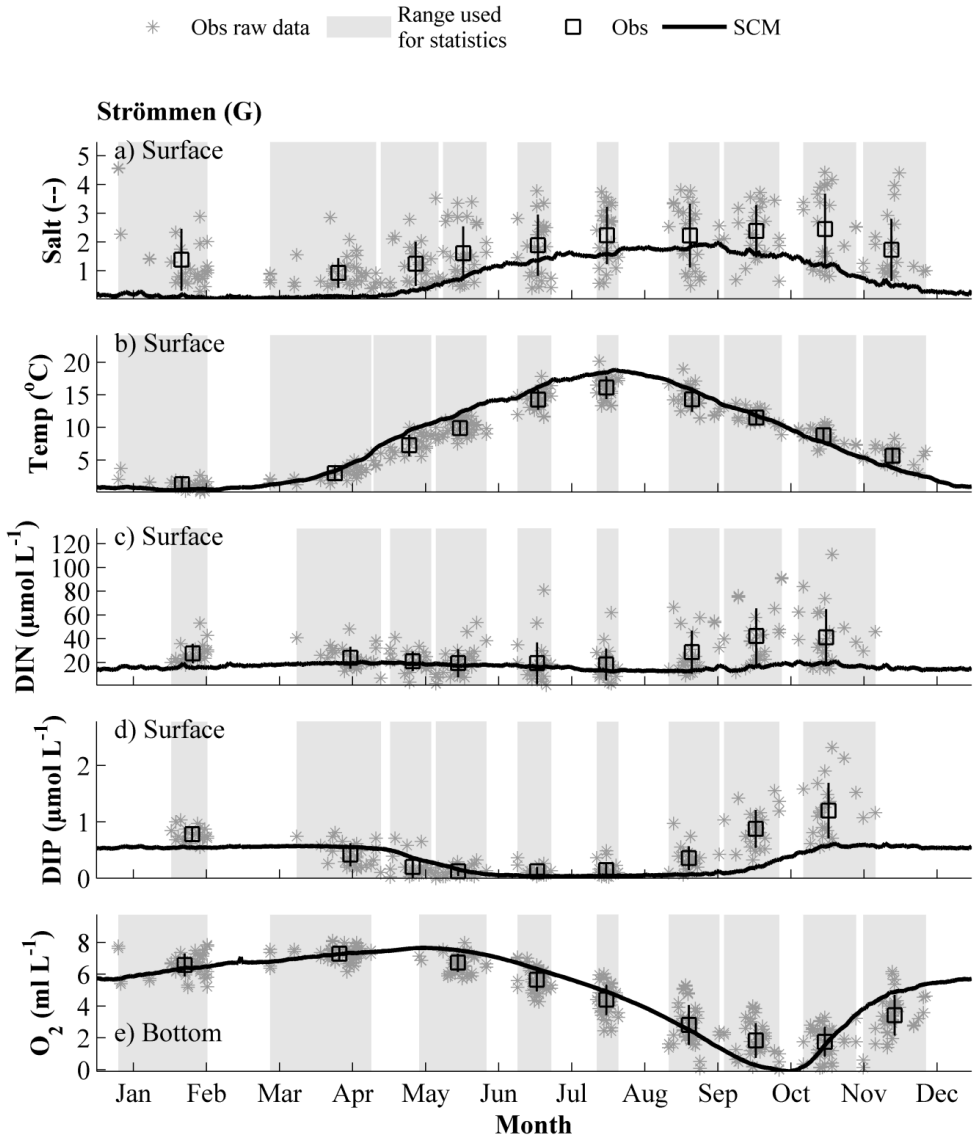 Obs raw data
Range used
for statistics
Obs
SCM
Strömmen (G)
a) Surface
Salt (--)
5
4
3
2
1
b) Surface
Temp (°C)
20
15
10
5
c) Surface
DIN (μmol L⁻¹)
120
100
80
60
40
20
d) Surface
DIP (μmol L⁻¹)
2
1
0
e) Bottom
O₂ (ml L⁻¹)
8
6
4
2
0
Jan Feb Mar Apr May Jun Jul Aug Sep Oct Nov Dec
Month